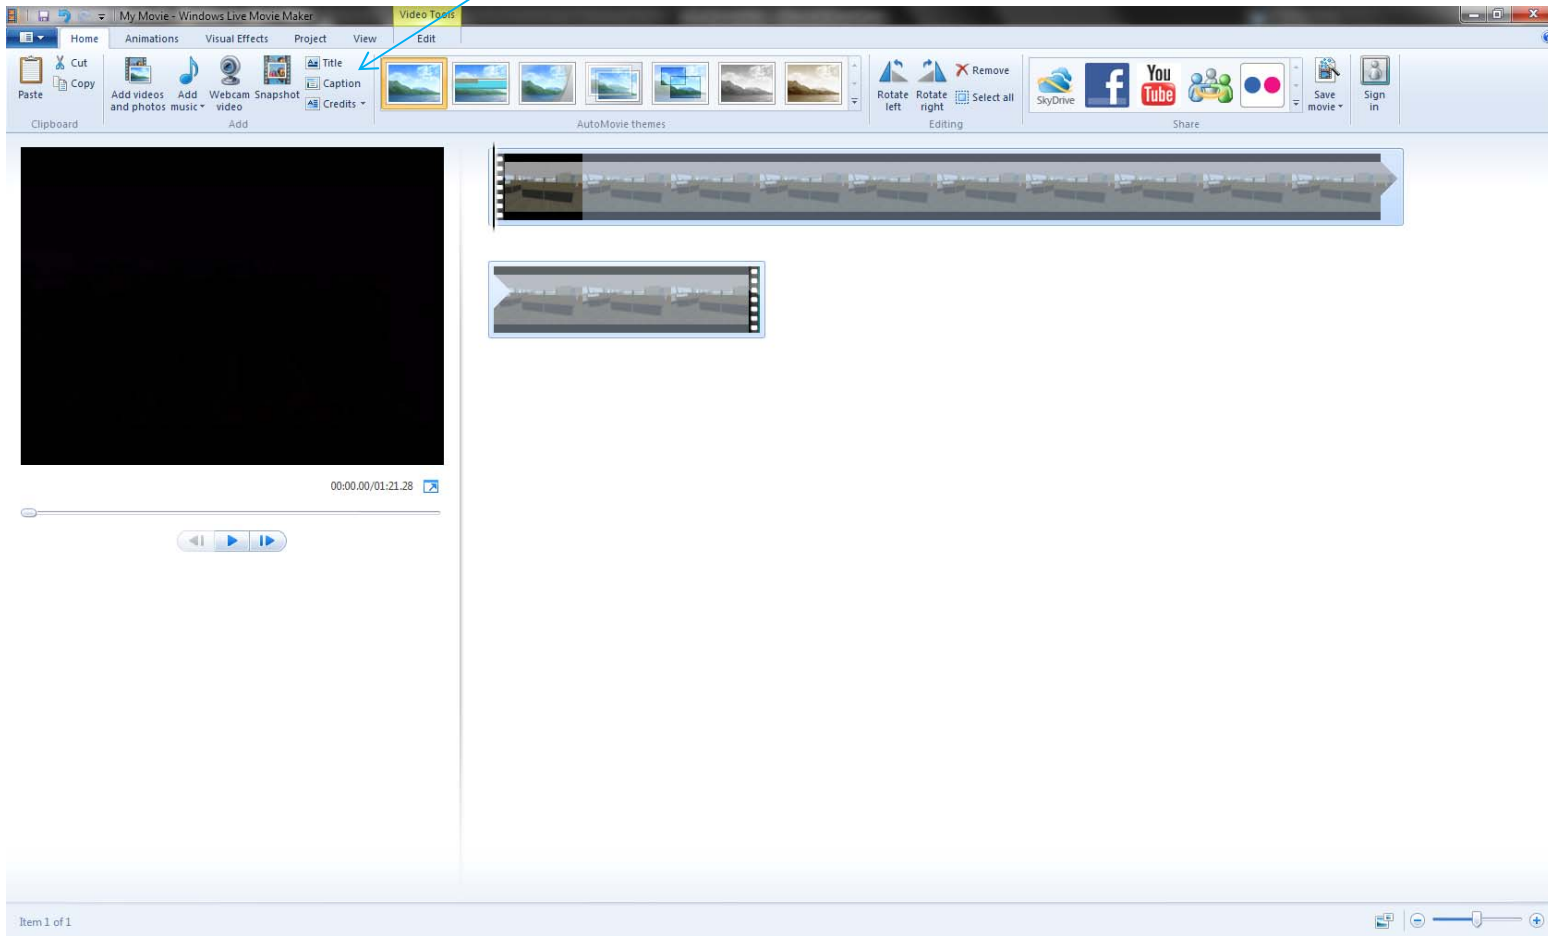 My Movie - Windows Live Movie Maker
Video Tools
Home Animations Visual Effects Project View Edit
Paste
Cut
Copy
Clipboard
Add videos and photos
Add music
Webcam video
Snapshot
Title
Caption
Credits
Add
AutoMovie themes
Rotate left
Rotate right
Remove
Select all
Editing
SkyDrive
f
You Tube
Share
Save movie
Sign in
00:00.00/01:21.28
Item 1 of 1